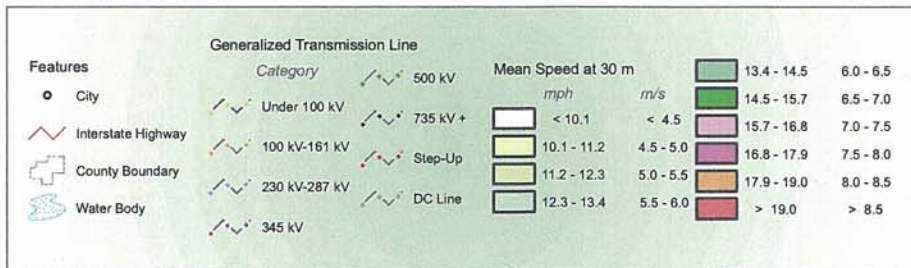 Features
City
Interstate Highway
County Boundary
Water Body
Generalized Transmission Line
Category
Under 100 kV
100 kV-161 kV
230 kV-287 kV
345 kV
500 kV
735 kV +
Step-Up
DC Line
Mean Speed at 30 m
mph m/s
< 10.1 < 4.5
10.1 - 11.2 4.5 - 5.0
11.2 - 12.3 5.0 - 5.5
12.3 - 13.4 5.5 - 6.0
13.4 - 14.5 6.0 - 6.5
14.5 - 15.7 6.5 - 7.0
15.7 - 16.8 7.0 - 7.5
16.8 - 17.9 7.5 - 8.0
17.9 - 19.0 8.0 - 8.5
> 19.0 > 8.5